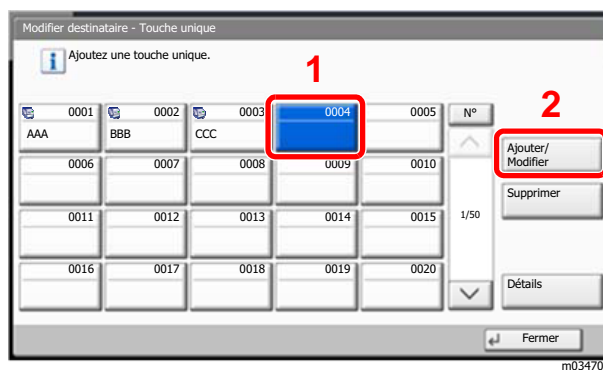 Modifier destinataire - Touche unique
Ajoutez une touche unique.
1
0001 0002 0003 0004 0005 N°
AAA BBB CCC
2
Ajouter/
Modifier
0006 0007 0008 0009 0010
Supprimer
0011 0012 0013 0014 0015 1/50
0016 0017 0018 0019 0020
Détails
Fermer
m03470